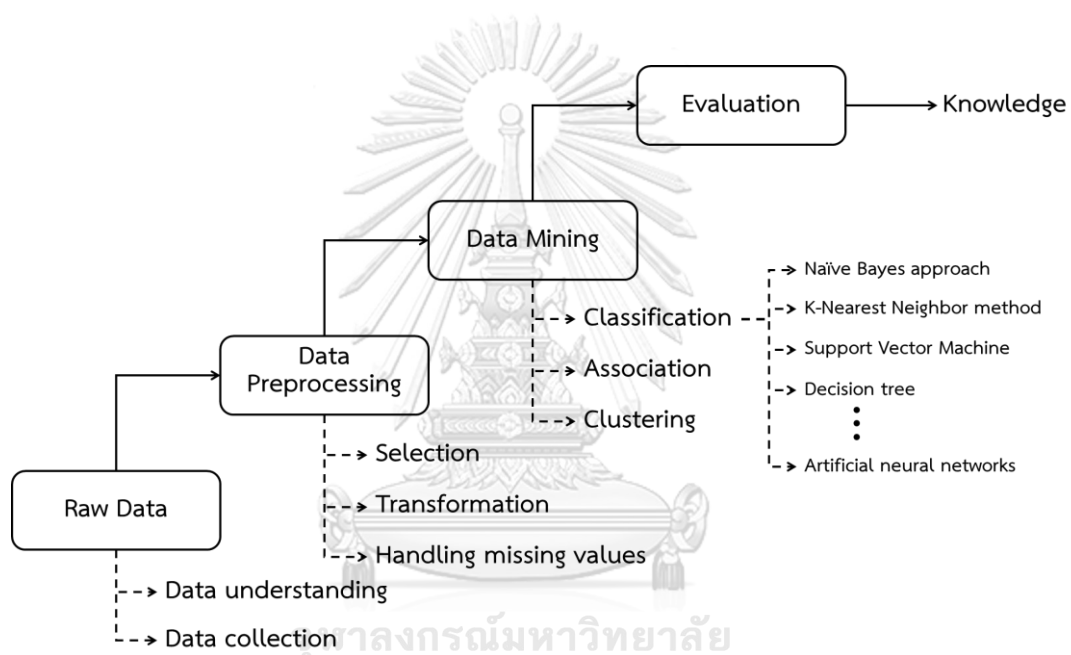 Evaluation
Knowledge
Data Mining
Naïve Bayes approach
Classification
K-Nearest Neighbor method
Support Vector Machine
Data
Preprocessing
Association
Decision tree
Clustering
Selection
Artificial neural networks
Raw Data
Transformation
Handling missing values
Data understanding
Data collection
จุฬาลงกรณ์มหาวิทยาลัย